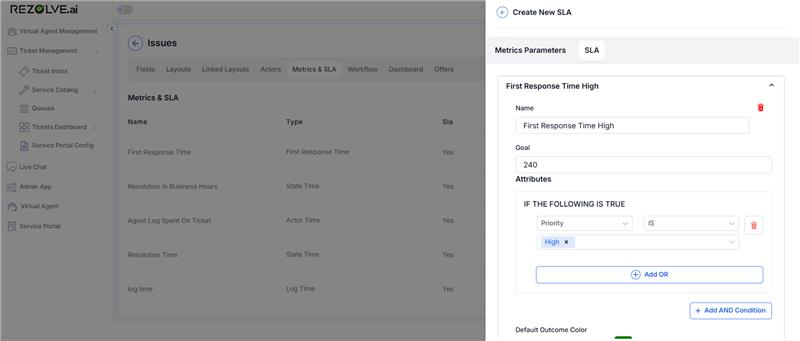 REZOLVE.ai
Virtual Agent Management
Ticket Management
Ticket Inbox
Service Catalog
Queues
Tickets Dashboard
Service Portal Config
Live Chat
Admin App
Virtual Agent
Service Portal
Issues
Fields Layouts Linked Layouts Actors Metrics & SLA Workflow Dashboard Offers
Metrics & SLA
Name Type Sla
First Response Time First Response Time Yes
Resolution in Business Hours State Time Yes
Agent Log Spent On Ticket Actor Time Yes
Resolution Time State Time Yes
log time Log Time Yes
Create New SLA
Metrics Parameters SLA
First Response Time High
Name
First Response Time High
Goal
240
Attributes
IF THE FOLLOWING IS TRUE
Priority IS
High ×
Add OR
+ Add AND Condition
Default Outcome Color